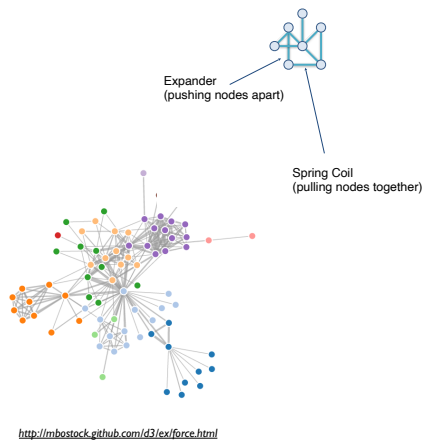 Expander
(pushing nodes apart)
Spring Coil
(pulling nodes together)
http://mbostock.github.com/d3/ex/force.html